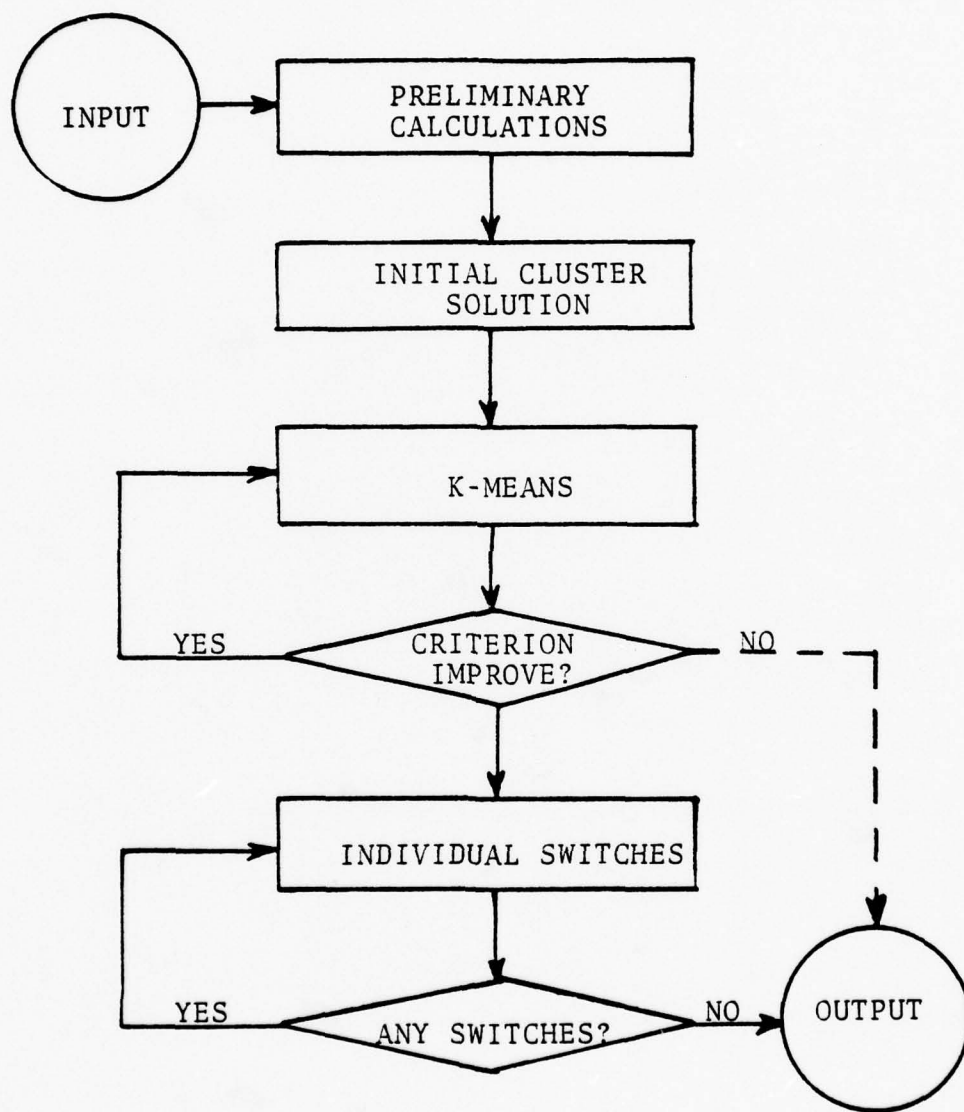 INPUT
PRELIMINARY
CALCULATIONS
INITIAL CLUSTER
SOLUTION
K-MEANS
YES
CRITERION
IMPROVE?
NO
INDIVIDUAL SWITCHES
YES
ANY SWITCHES?
NO
OUTPUT